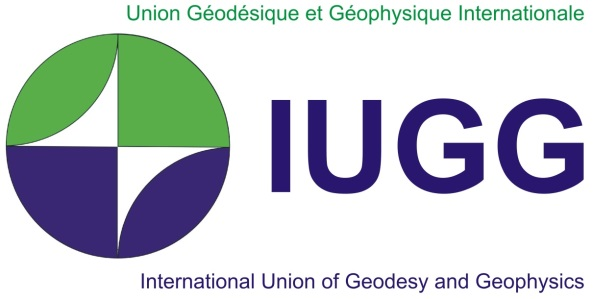 Union Géodésique et Géophysique Internationale
IUGG
International Union of Geodesy and Geophysics